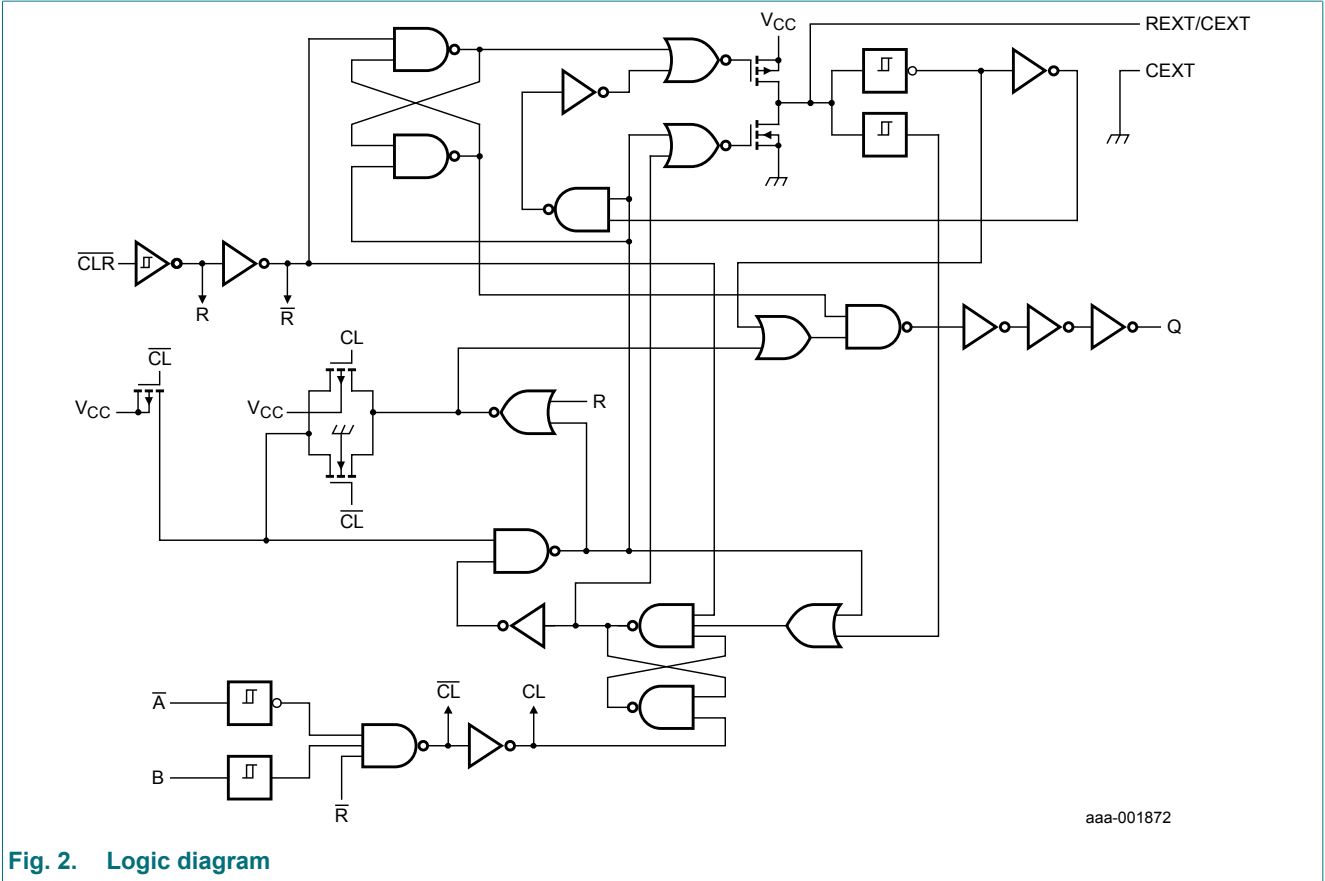 VCC
REXT/CEXT
CEXT
CLR
R
R
Q
CL
CL
VCC
VCC
R
CL
A
CL
CL
B
R
aaa-001872
Fig. 2. Logic diagram